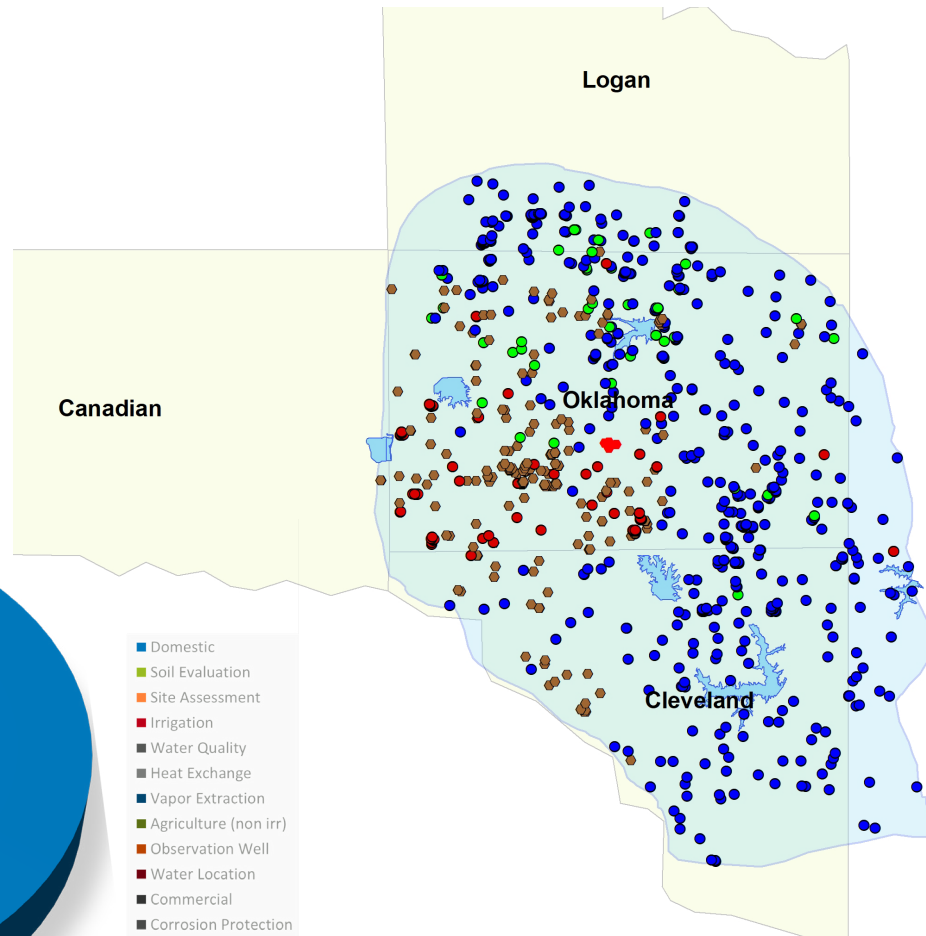 Logan
Canadian
Oklahoma
Cleveland
Domestic
Soil Evaluation
Site Assessment
Irrigation
Water Quality
Heat Exchange
Vapor Extraction
Agriculture (non irr)
Observation Well
Water Location
Commercial
Corrosion Protection